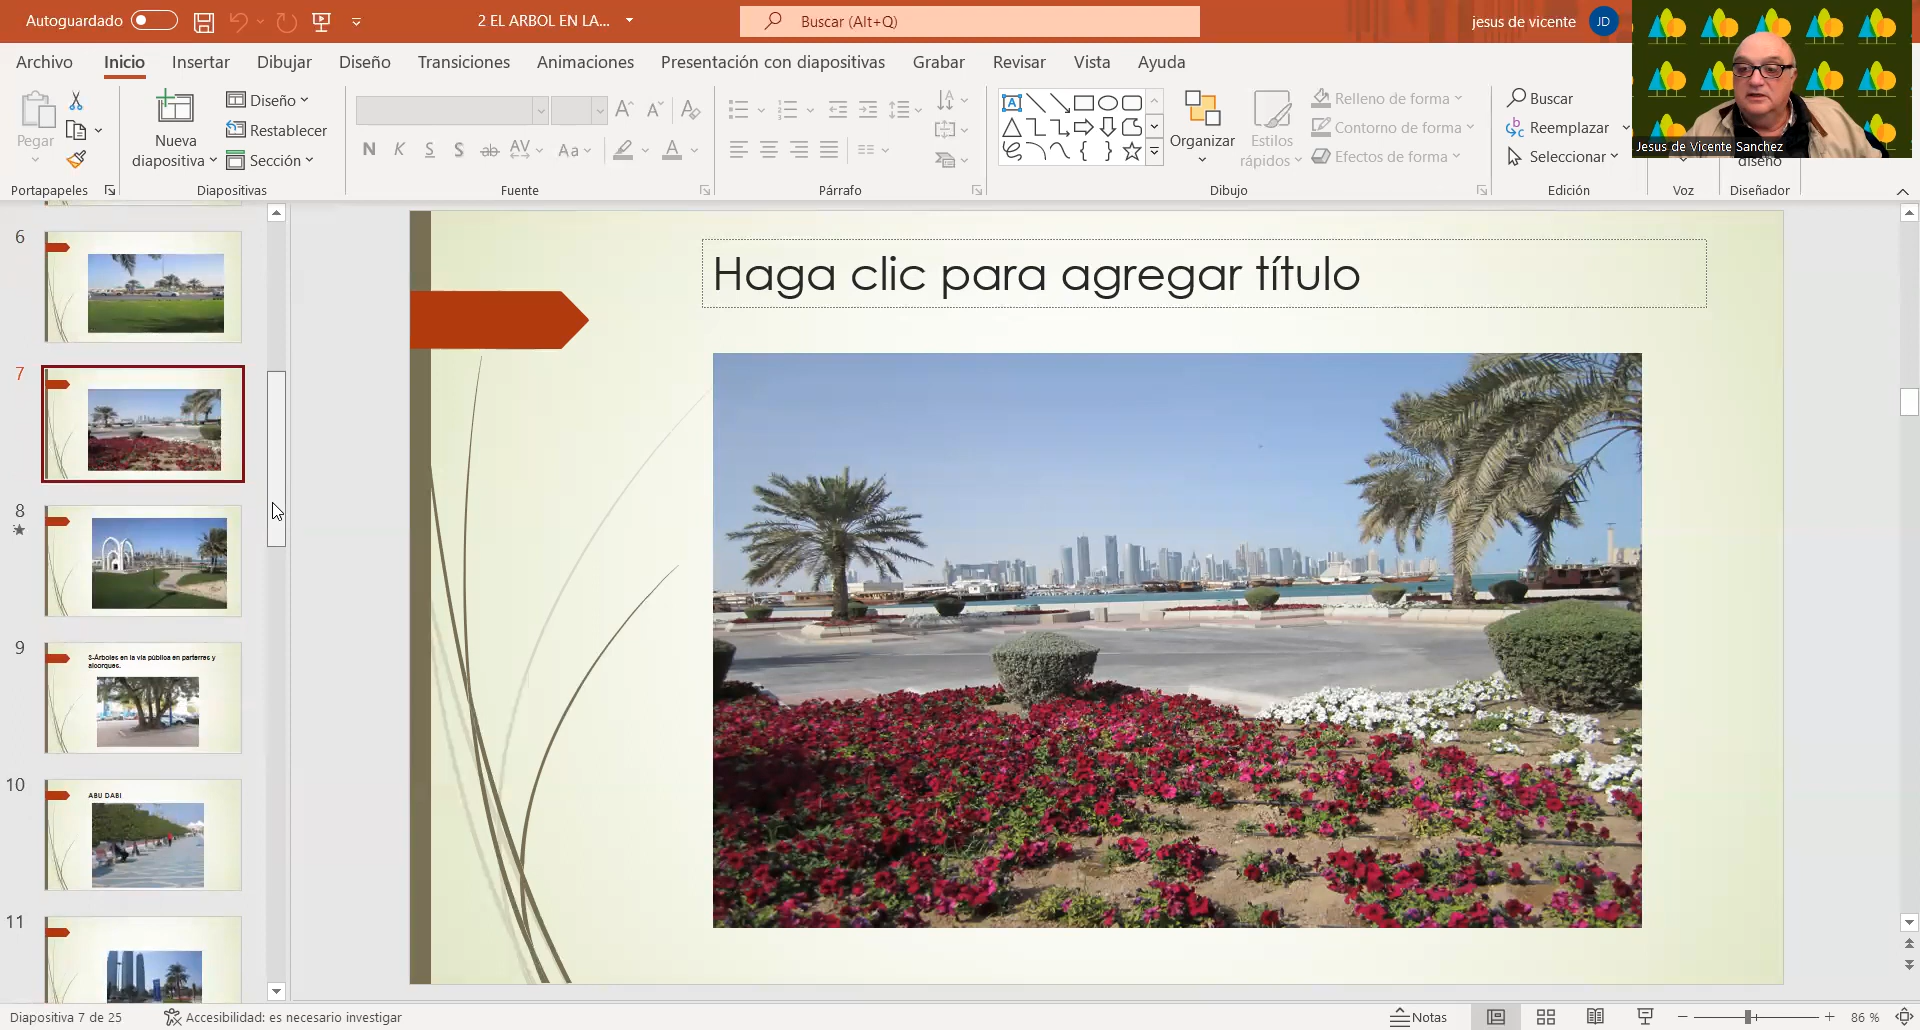 Autoguardado
2 EL ARBOL EN LA...
Buscar (Alt+Q)
jesus de vicente
JD
Archivo
Inicio
Insertar
Dibujar
Diseño
Transiciones
Animaciones
Presentación con diapositivas
Grabar
Revisar
Vista
Ayuda
Pegar
Nueva
diapositiva
Diseño
Restablecer
Sección
N K S S ab AV Aa A
Organizar
Estilos
rápidos
Relleno de forma
Contorno de forma
Efectos de forma
Buscar
Reemplazar
Seleccionar
Jesus de Vicente Sanchez
diseño
Portapapeles
Diapositivas
Fuente
Párrafo
Dibujo
Edición
Voz
Diseñador
6
7
8
9
3-Árboles en la vía pública en parterres y
alcorques.
10
ABU DABI
11
Haga clic para agregar título
Diapositiva 7 de 25
Accesibilidad: es necesario investigar
Notas
86 %